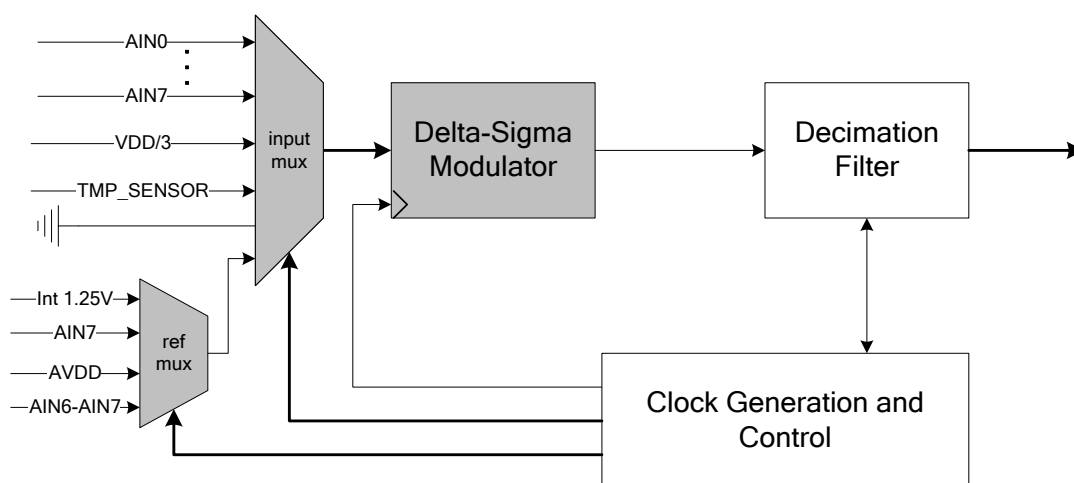 AIN0
AIN7
VDD/3
TMP_SENSOR
input
mux
Delta-Sigma
Modulator
Decimation
Filter
Int 1.25V
AIN7
AVDD
AIN6-AIN7
ref
mux
Clock Generation and
Control